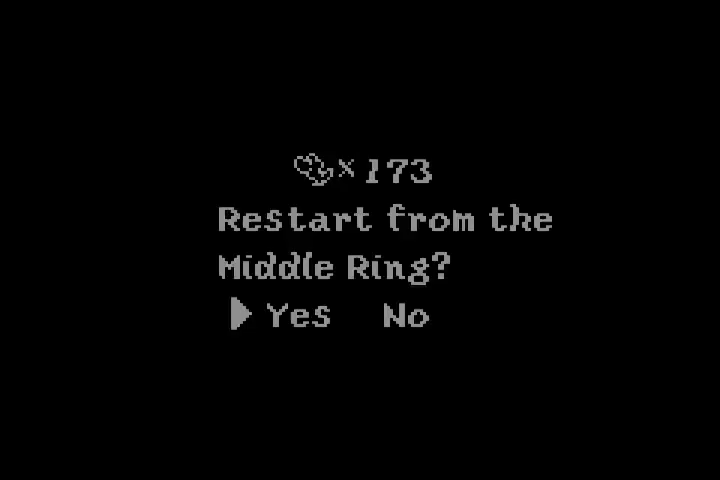 × 173
Restart from the
Middle Ring?
Yes No